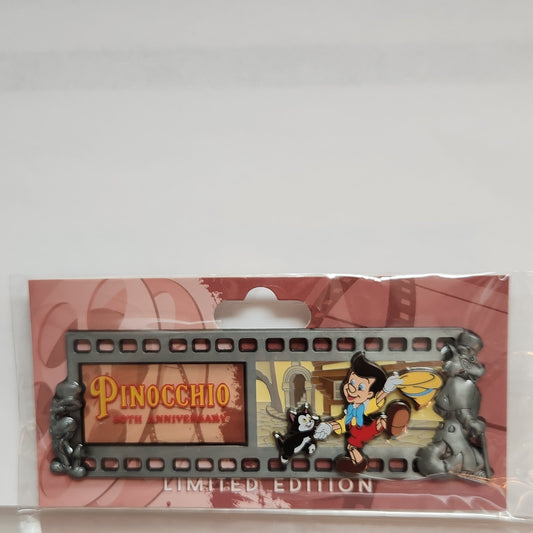 PINOCCHIO
80TH ANNIVERSARY
LIMITED EDITION